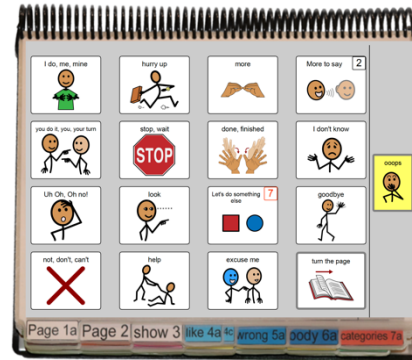 I do, me, mine
hurry up
more
More to say 2
you do it, you, your turn
stop, wait
STOP
done, finished
I don't know
ooops
Uh Oh, Oh no!
look
Let's do something
else
7
goodbye
not, don't, can't
help
excuse me
turn the page
Page 1a Page 2 show 3 like 4a 4c wrong 5a body 6a categories 7a